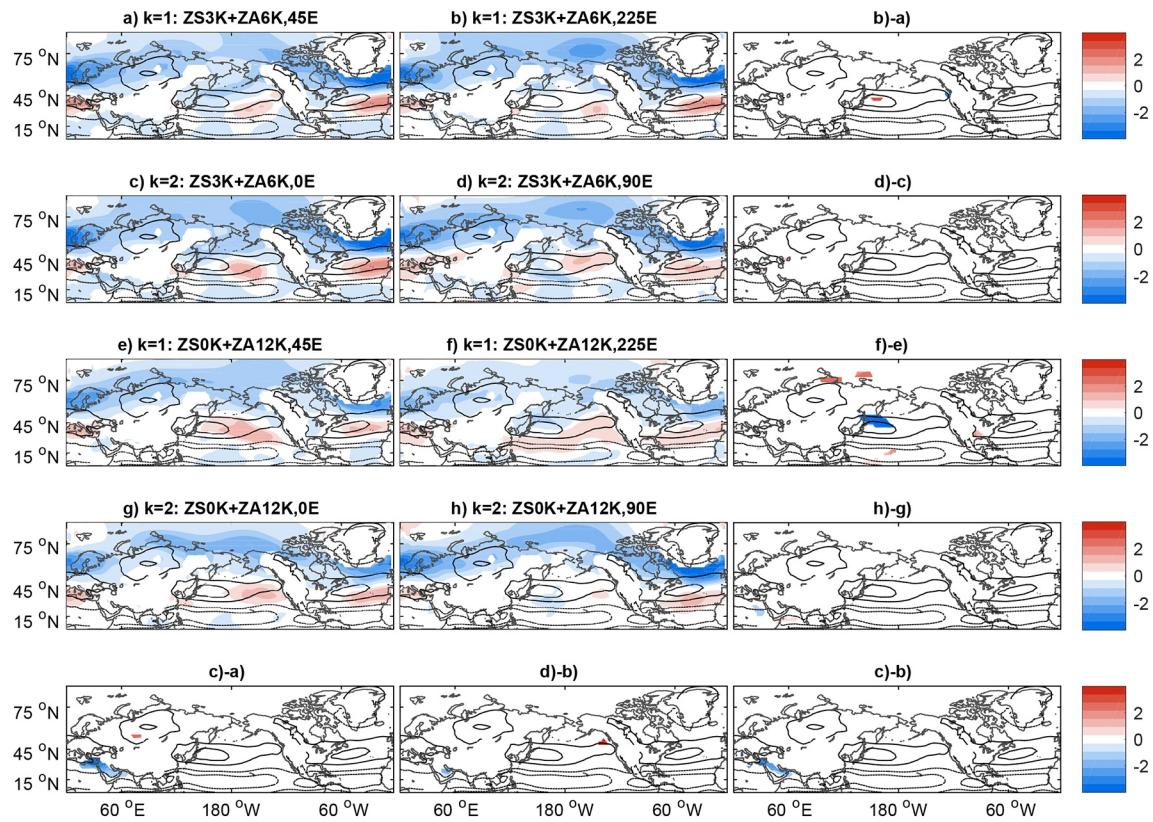 a) k=1: ZS3K+ZA6K,45E
b) k=1: ZS3K+ZA6K,225E
b)-a)
75 °N
45 °N
15 °N
2
0
-2
c) k=2: ZS3K+ZA6K,0E
d) k=2: ZS3K+ZA6K,90E
d)-c)
75 °N
45 °N
15 °N
2
0
-2
e) k=1: ZS0K+ZA12K,45E
f) k=1: ZS0K+ZA12K,225E
f)-e)
75 °N
45 °N
15 °N
2
0
-2
g) k=2: ZS0K+ZA12K,0E
h) k=2: ZS0K+ZA12K,90E
h)-g)
75 °N
45 °N
15 °N
2
0
-2
c)-a)
d)-b)
c)-b)
75 °N
45 °N
15 °N
2
0
-2
60 °E 180 °W 60 °W
60 °E 180 °W 60 °W
60 °E 180 °W 60 °W